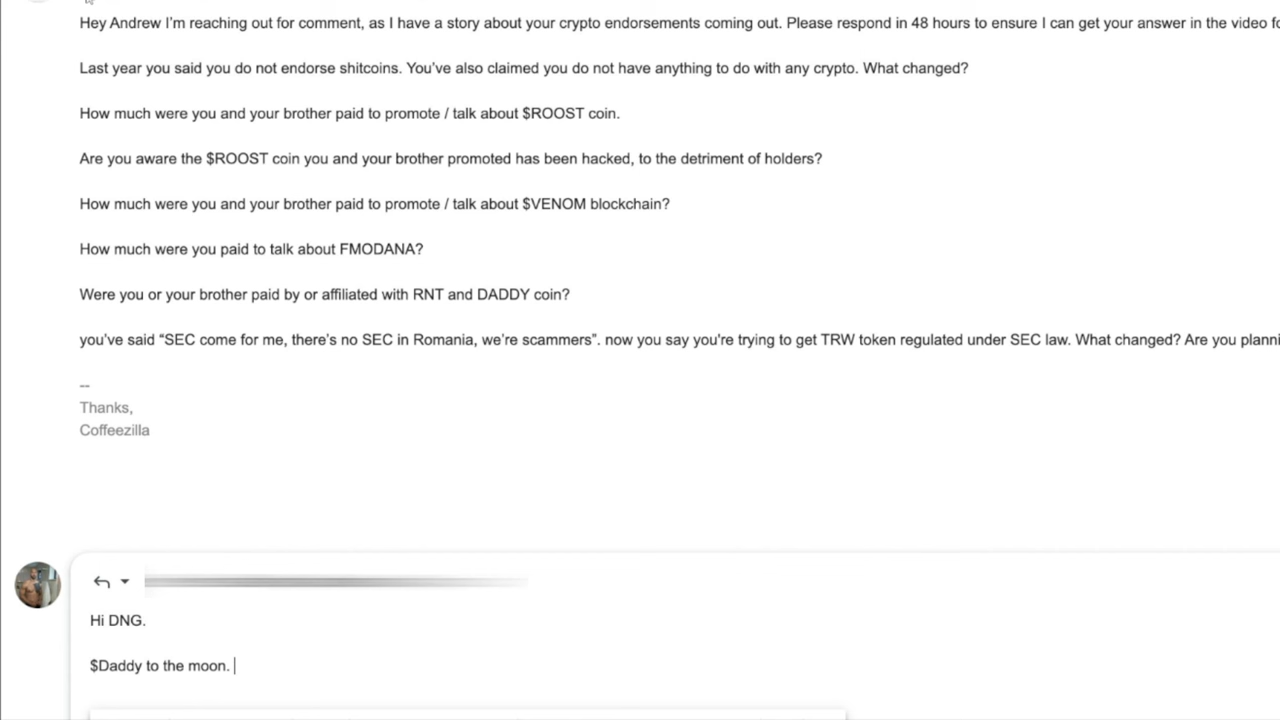 Hey Andrew I'm reaching out for comment, as I have a story about your crypto endorsements coming out. Please respond in 48 hours to ensure I can get your answer in the video
Last year you said you do not endorse shitcoins. You've also claimed you do not have anything to do with any crypto. What changed?
How much were you and your brother paid to promote / talk about $ROOST coin.
Are you aware the $ROOST coin you and your brother promoted has been hacked, to the detriment of holders?
How much were you and your brother paid to promote / talk about $VENOM blockchain?
How much were you paid to talk about FMODANA?
Were you or your brother paid by or affiliated with RNT and DADDY coin?
you've said “SEC come for me, there's no SEC in Romania, we're scammers”. now you say you're trying to get TRW token regulated under SEC law. What changed? Are you
--
Thanks,
Coffeezilla
Hi DNG.
$Daddy to the moon.